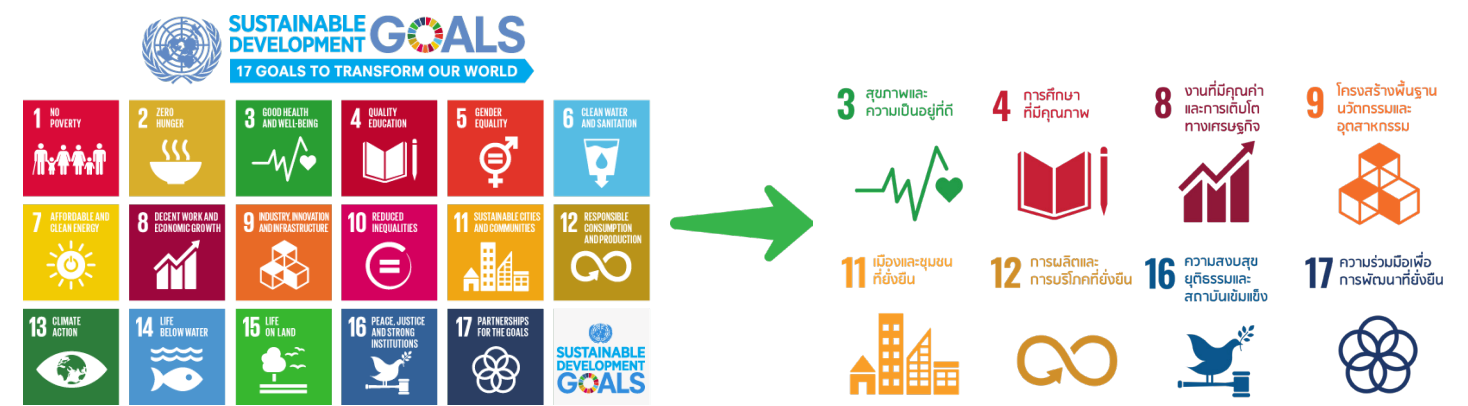 SUSTAINABLE
DEVELOPMENT
GOALS
17 GOALS TO TRANSFORM OUR WORLD
1 NO
POVERTY
2 ZERO
HUNGER
3 GOOD HEALTH
AND WELL-BEING
4 QUALITY
EDUCATION
5 GENDER
EQUALITY
6 CLEAN WATER
AND SANITATION
7 AFFORDABLE AND
CLEAN ENERGY
8 DECENT WORK AND
ECONOMIC GROWTH
9 INDUSTRY, INNOVATION
AND INFRASTRUCTURE
10 REDUCED
INEQUALITIES
11 SUSTAINABLE CITIES
AND COMMUNITIES
12 RESPONSIBLE
CONSUMPTION
AND PRODUCTION
13 CLIMATE
ACTION
14 LIFE
BELOW WATER
15 LIFE
ON LAND
16 PEACE, JUSTICE
AND STRONG
INSTITUTIONS
17 PARTNERSHIPS
FOR THE GOALS
SUSTAINABLE
DEVELOPMENT
GOALS
3 สุขภาพและ
ความเป็นอยู่ที่ดี
4 การศึกษา
ที่มีคุณภาพ
8 งานที่มีคุณค่า
และการเติบโต
ทางเศรษฐกิจ
9 โครงสร้างพื้นฐาน
นวัตกรรมและ
อุตสาหกรรม
11 เมืองและชุมชน
ที่ยั่งยืน
12 การผลิตและ
การบริโภคที่ยั่งยืน
16 ความสงบสุข
ยุติธรรมและ
สถาบันเข้มแข็ง
17 ความร่วมมือเพื่อ
การพัฒนาที่ยั่งยืน